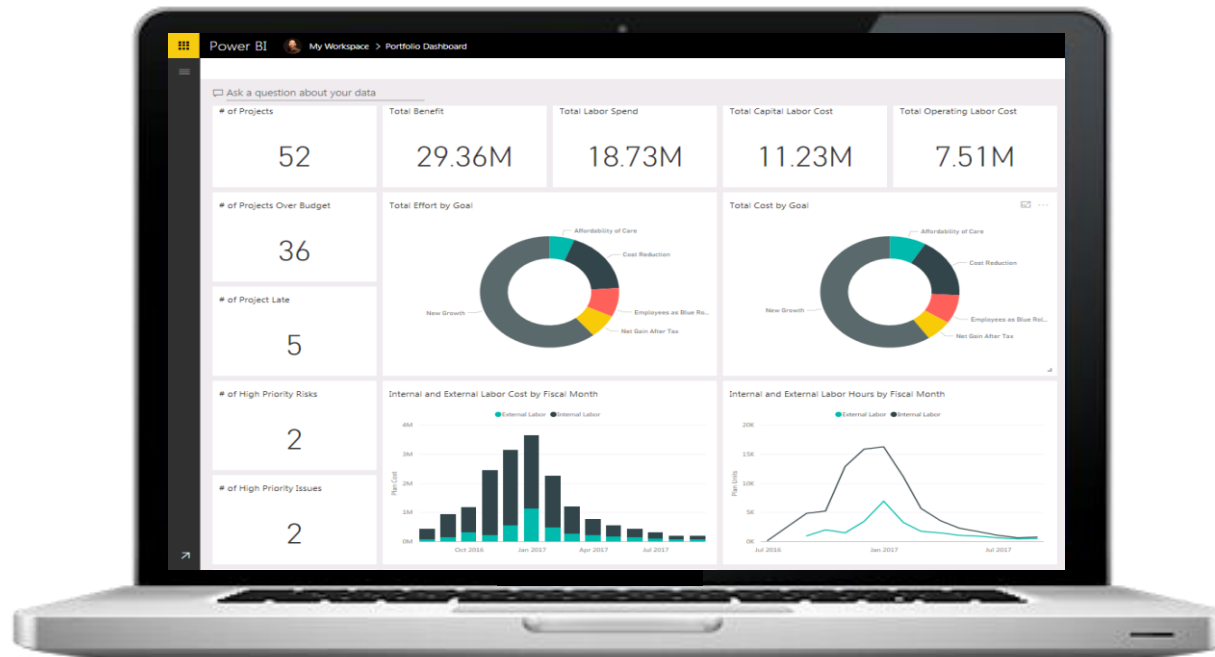 Power BI My Workspace > Portfolio Dashboard
Ask a question about your data
# of Projects
52
Total Benefit
29.36M
Total Labor Spend
18.73M
Total Capital Labor Cost
11.23M
Total Operating Labor Cost
7.51M
# of Projects Over Budget
36
# of Project Late
5
# of High Priority Risks
2
# of High Priority Issues
2
Total Effort by Goal
Affordability of Care
Cost Reduction
Employees as Blue Ro...
Net Gain After Tax
New Growth
Total Cost by Goal
Affordability of Care
Cost Reduction
Employees as Blue Rol...
Net Gain After Tax
New Growth
Internal and External Labor Cost by Fiscal Month
External Labor Internal Labor
Plan Cost
4M
3M
2M
1M
0M
Oct 2016 Jan 2017 Apr 2017 Jul 2017
Internal and External Labor Hours by Fiscal Month
External Labor Internal Labor
Plan Units
20K
15K
10K
5K
0K
Jul 2016 Jan 2017 Jul 2017